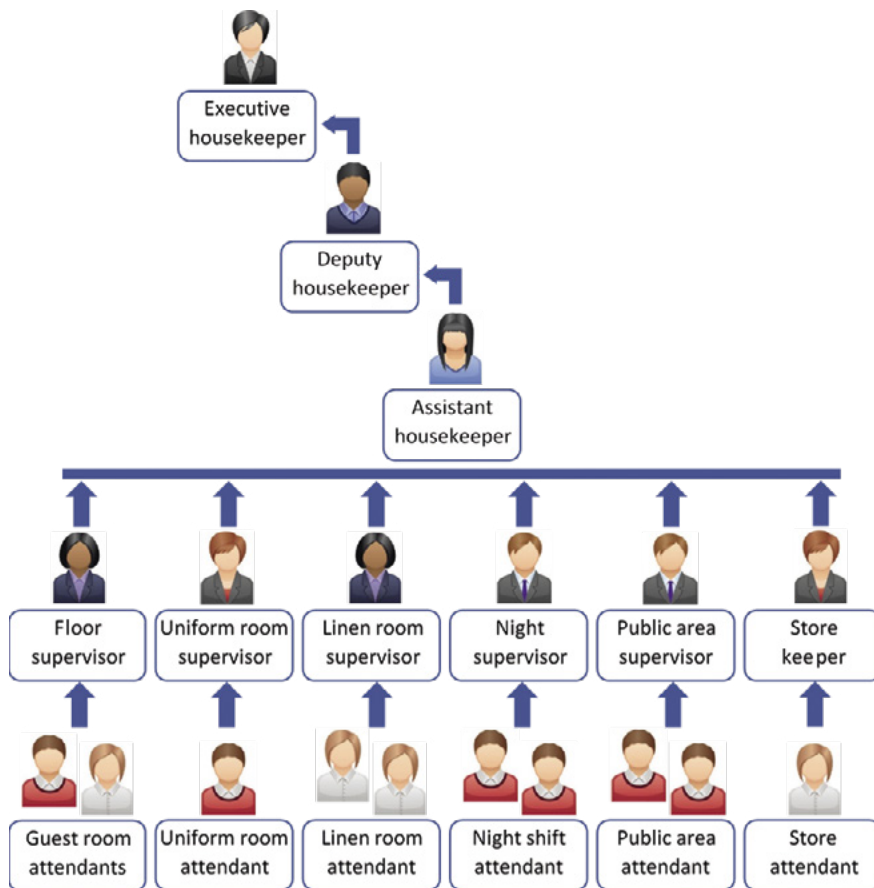 Executive
housekeeper
Deputy
housekeeper
Assistant
housekeeper
Floor
supervisor
Uniform room
supervisor
Linen room
supervisor
Night
supervisor
Public area
supervisor
Store
keeper
Guest room
attendants
Uniform room
attendant
Linen room
attendant
Night shift
attendant
Public area
attendant
Store
attendant